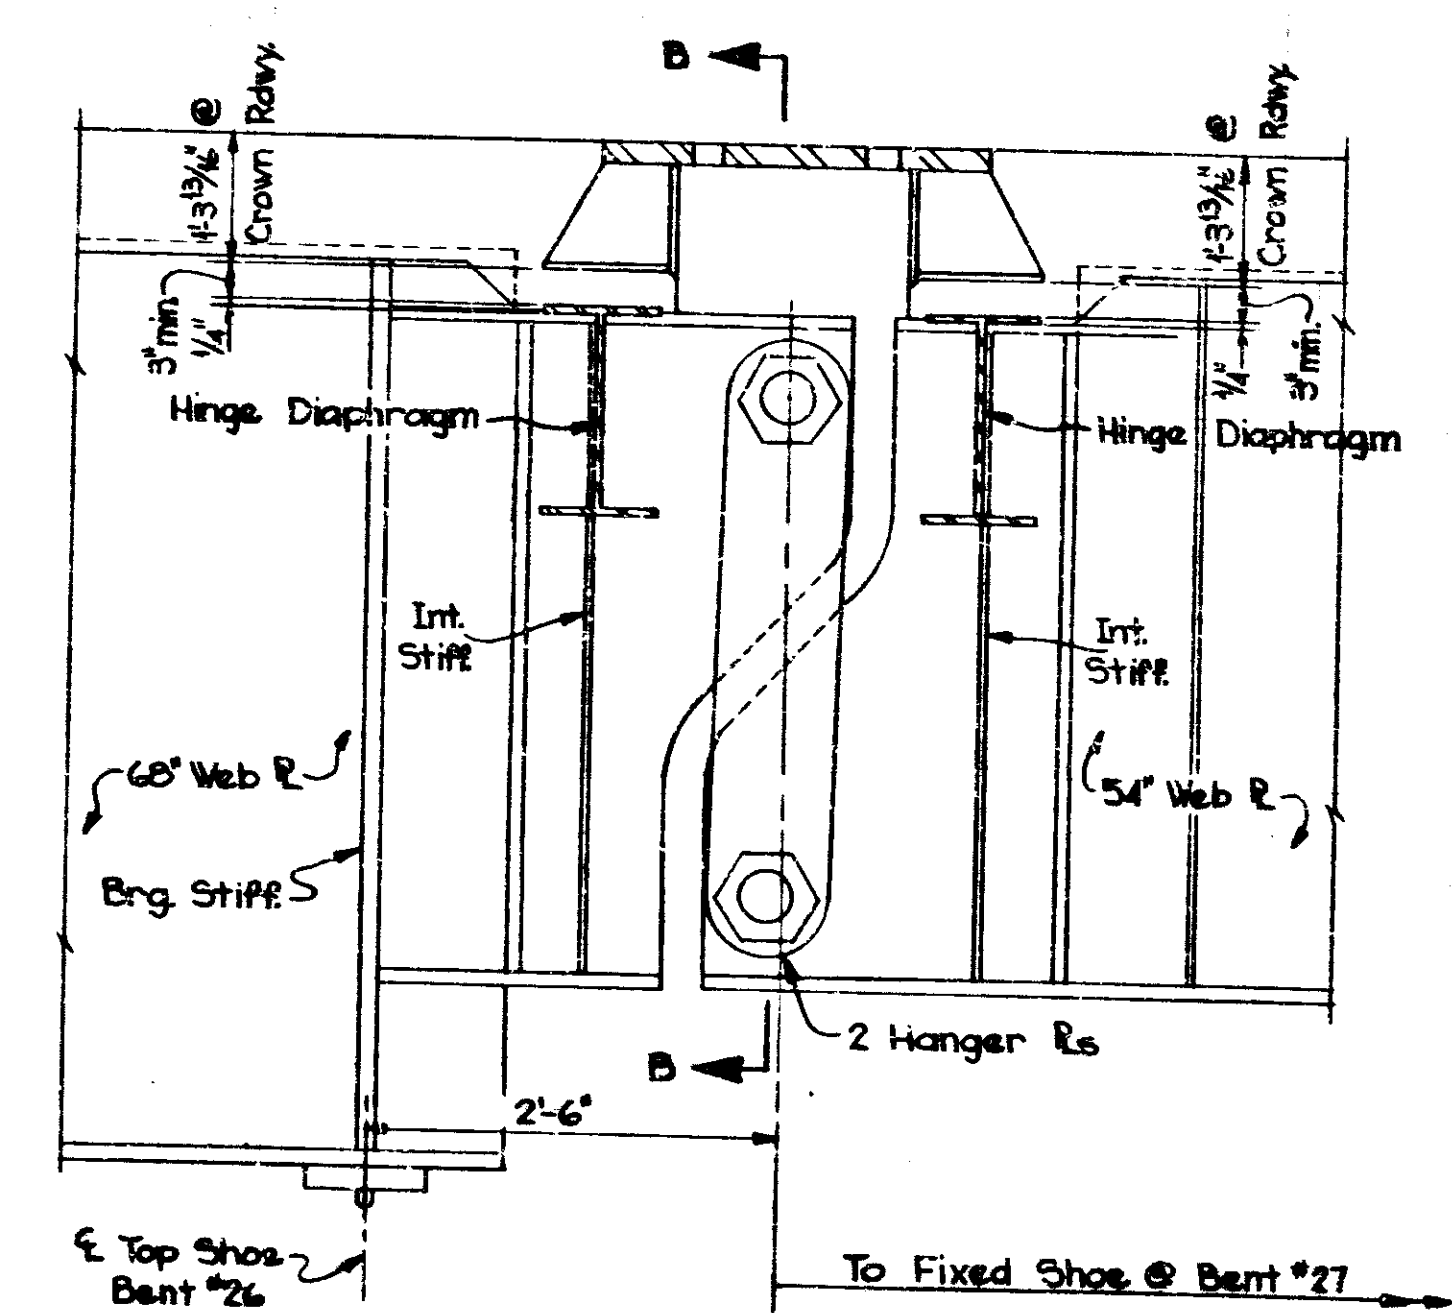 B
1'-3 13/16" @
Crown Rdwy.
1'-3 13/16" @
Crown Rdwy.
3" min.
1/4"
1/4"
3" min.
Hinge Diaphragm
Hinge Diaphragm
Int.
Stiff.
Int.
Stiff.
68" Web ℄
54" Web ℄
Brg. Stiff.
2 Hanger ℄s
B
2'-6"
℄ Top Shoe
Bent #26
To Fixed Shoe @ Bent #27